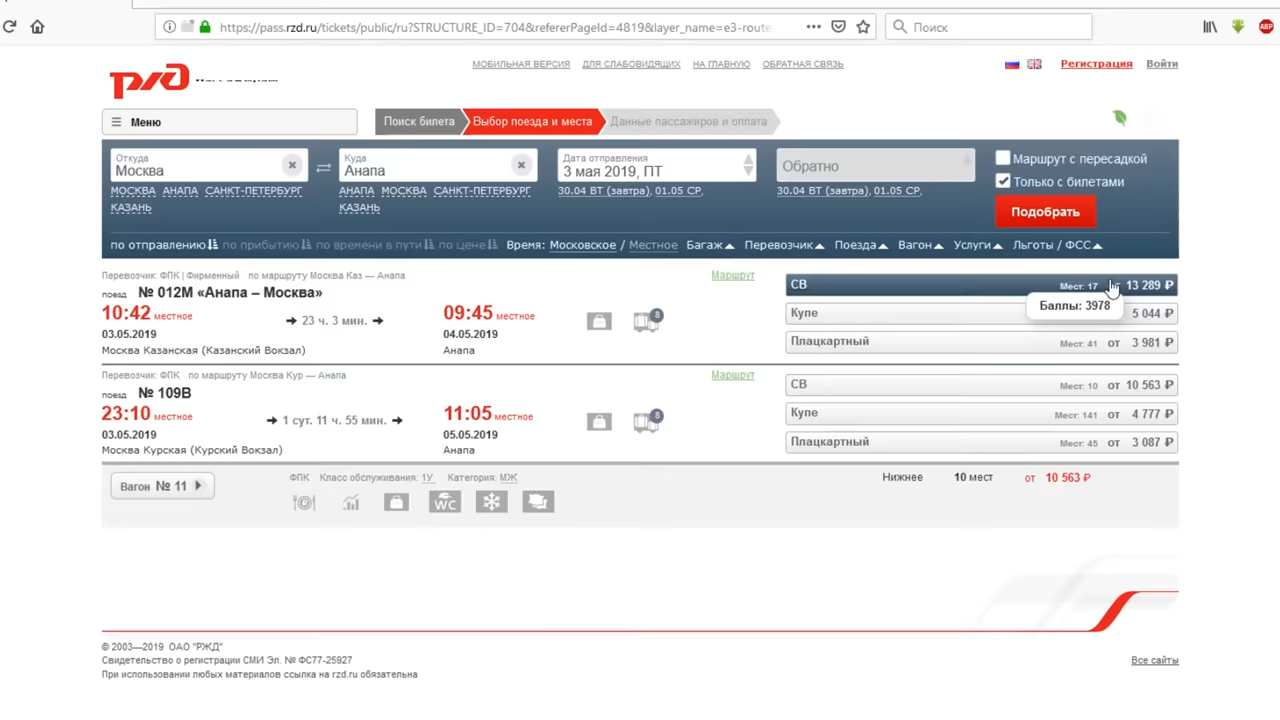 https://pass.rzd.ru/tickets/public/ru?STRUCTURE_ID=704&refererPageId=4819&layer_name=e3-route
Поиск
ABP
МОБИЛЬНАЯ ВЕРСИЯ ДЛЯ СЛАБОВИДЯЩИХ НА ГЛАВНУЮ ОБРАТНАЯ СВЯЗЬ
Регистрация Войти
ржд
Меню
Поиск билета Выбор поезда и места Данные пассажиров и оплата
Откуда
Москва
Куда
Анапа
Дата отправления
3 мая 2019, ПТ
Обратно
Маршрут с пересадкой
Только с билетами
Подобрать
МОСКВА АНАПА САНКТ-ПЕТЕРБУРГ
КАЗАНЬ
АНАПА МОСКВА САНКТ-ПЕТЕРБУРГ
КАЗАНЬ
30.04 ВТ (завтра), 01.05 СР,
30.04 ВТ (завтра), 01.05 СР,
по отправлению по прибытию по времени в пути по цене Время: Московское / Местное Багаж Перевозчик Поезда Вагон Услуги Льготы / ФСС
Перевозчик: ФПК | Фирменный по маршруту Москва Каз — Анапа
Маршрут
поезд № 012М «Анапа – Москва»
10:42 местное
23 ч. 3 мин.
09:45 местное
8
03.05.2019
04.05.2019
Москва Казанская (Казанский Вокзал)
Анапа
СВ Мест: 17 13 289 ₽
Баллы: 3978
Купе 5 044 ₽
Плацкартный Мест: 41 от 3 981 ₽
Перевозчик: ФПК по маршруту Москва Кур — Анапа
Маршрут
поезд № 109В
23:10 местное
1 сут. 11 ч. 55 мин.
11:05 местное
8
03.05.2019
05.05.2019
Москва Курская (Курский Вокзал)
Анапа
СВ Мест: 10 от 10 563 ₽
Купе Мест: 141 от 4 777 ₽
Плацкартный Мест: 45 от 3 087 ₽
Вагон № 11
ФПК Класс обслуживания: 1У Категория: МЖ
WC
Нижнее 10 мест от 10 563 ₽
© 2003—2019 ОАО "РЖД"
Свидетельство о регистрации СМИ Эл. № ФС77-25927
При использовании любых материалов ссылка на rzd.ru обязательна
Все сайты